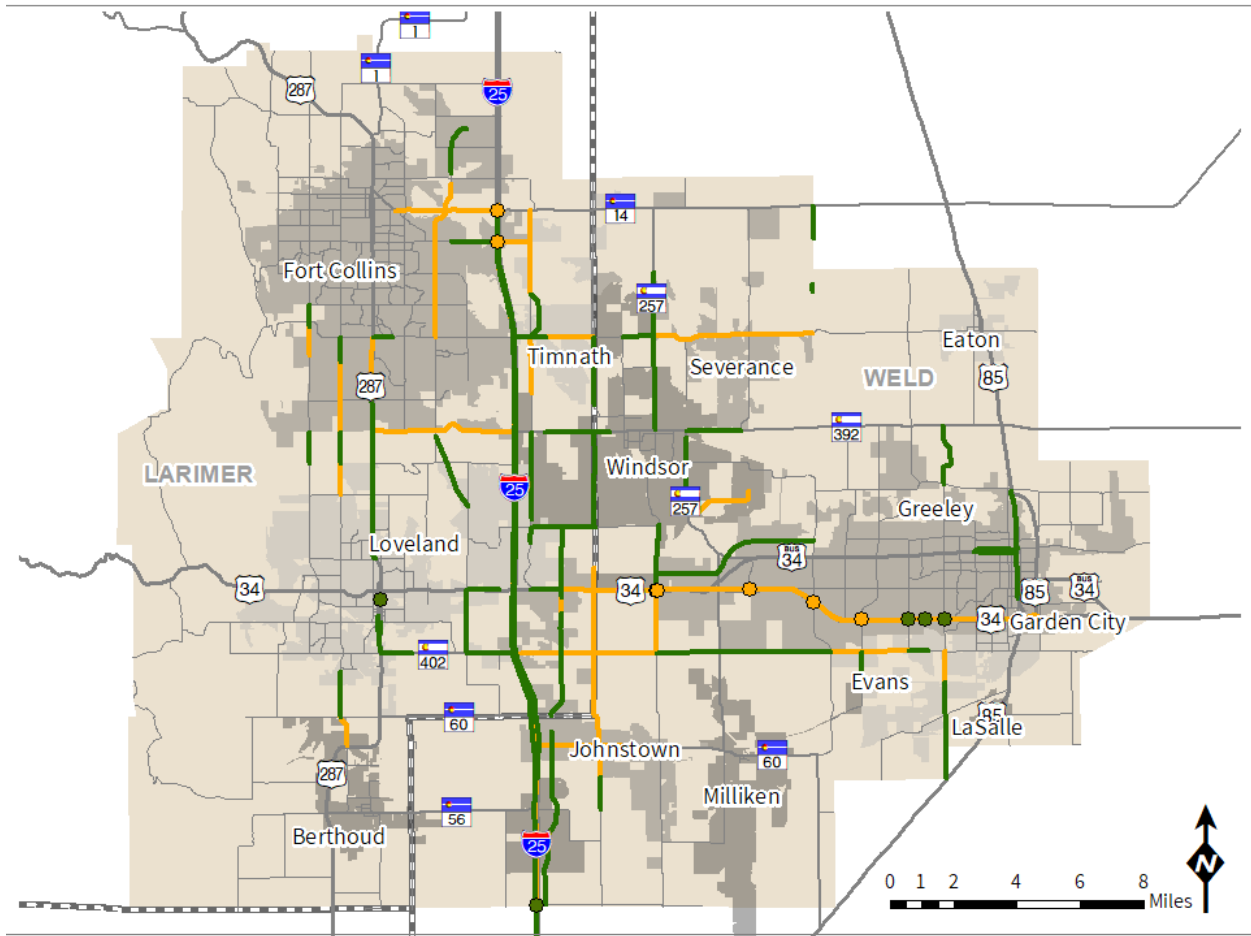 1
1
287
25
14
Fort Collins
257
Timnath
Eaton
Severance
WELD
85
287
392
LARIMER
Windsor
25
257
Greeley
Loveland
BUS
34
34
34
BUS
34
85
34
Garden City
402
Evans
60
85
LaSalle
Johnstown
60
287
Milliken
56
Berthoud
25
N
0 1 2 4 6 8
Miles